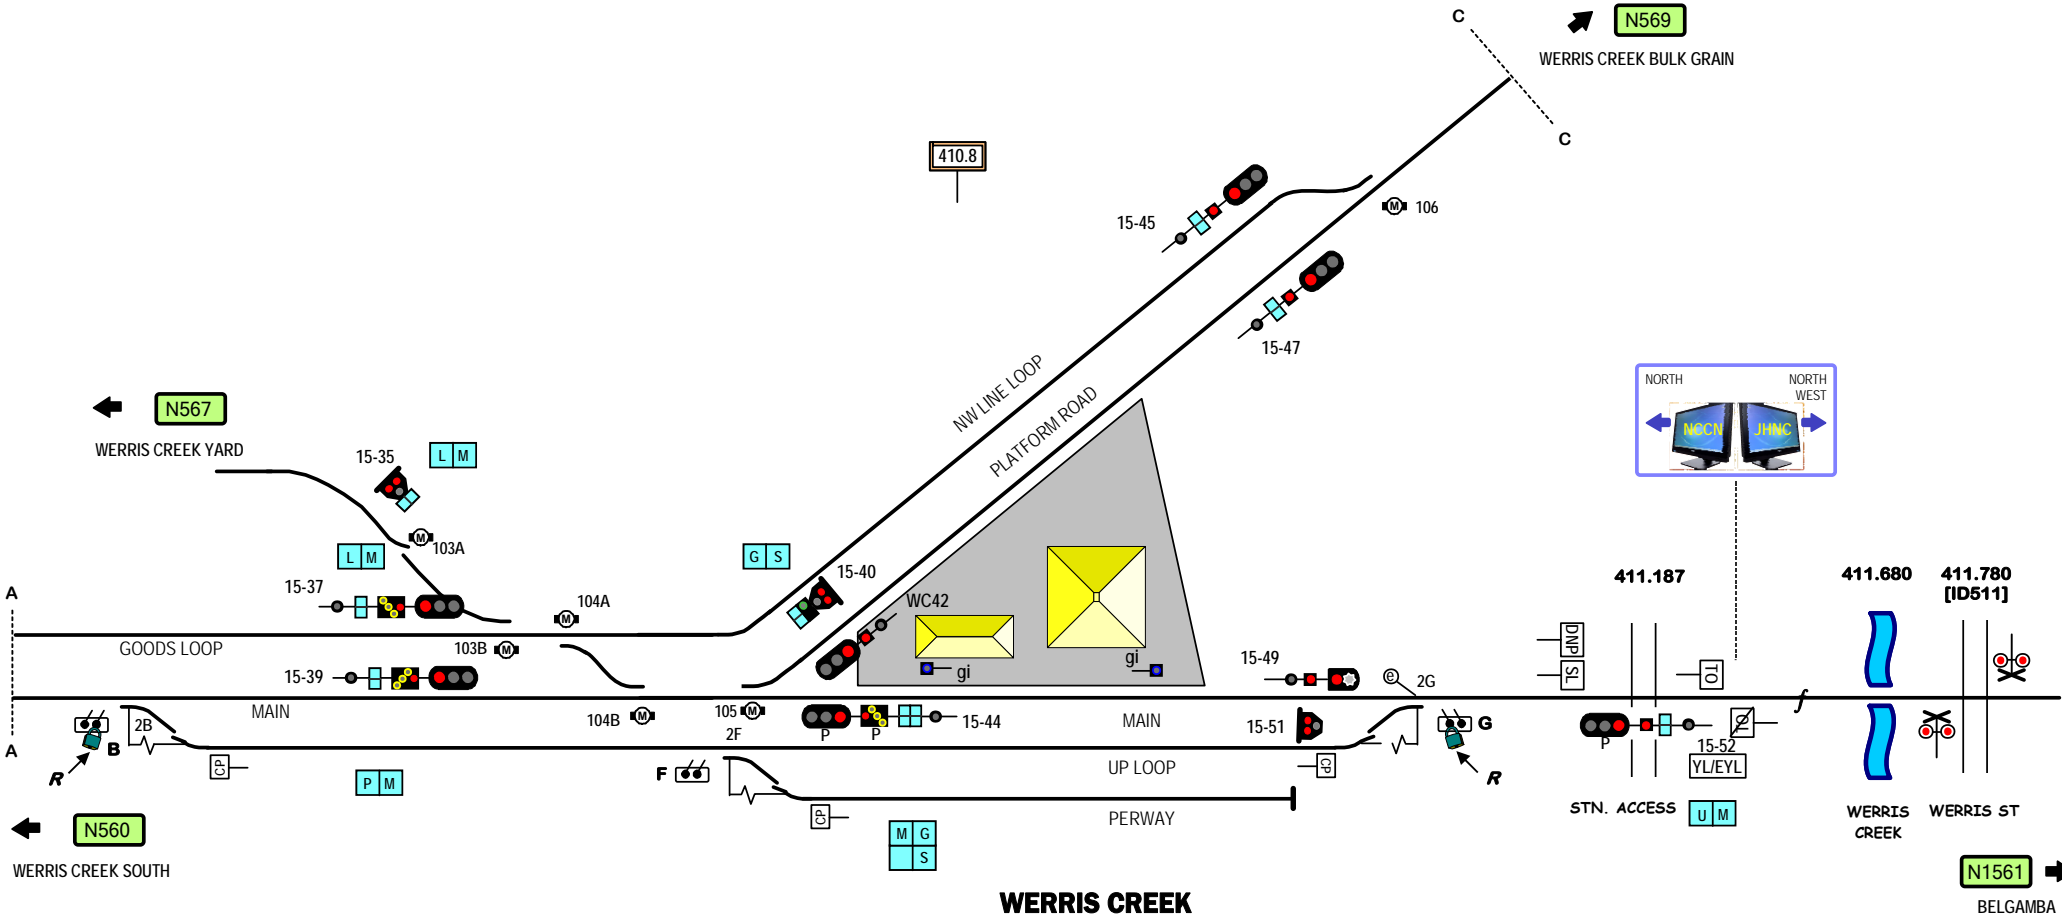 C
N569
WERRIS CREEK BULK GRAIN
C
410.8
15-45
M
106
15-47
NW LINE LOOP
PLATFORM ROAD
NORTH
NORTH
WEST
NCCN
JHNC
N567
WERRIS CREEK YARD
15-35
L M
M
103A
L M
15-37
G S
15-40
WC42
104A
M
A
GOODS LOOP
103B
M
15-39
MAIN
104B
M
105
M
2F
P
P
15-44
MAIN
gi
gi
15-49
e
2G
15-51
G
R
411.187
411.680
411.780
[ID511]
DNP
SL
TO
TO
P
15-52
YL/EYL
STN. ACCESS
U M
WERRIS
CREEK
WERRIS ST
A
B
2B
R
CP
P M
F
CP
UP LOOP
CP
PERWAY
M G
S
N560
WERRIS CREEK SOUTH
WERRIS CREEK
N1561
BELGAMBA